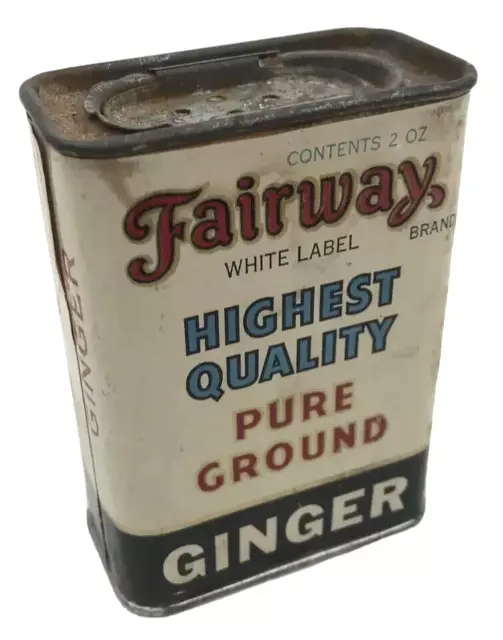 CONTENTS 2 OZ
Fairway
BRAND
WHITE LABEL
HIGHEST
QUALITY
PURE
GROUND
GINGER
GINGER